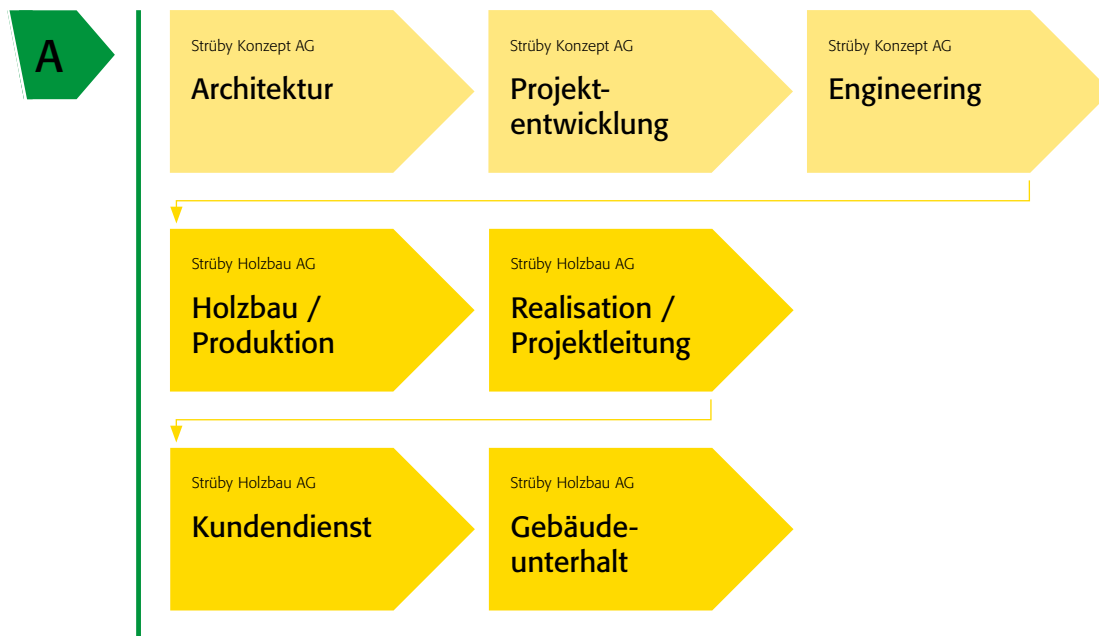 A
Strüby Konzept AG
Architektur
Strüby Konzept AG
Projekt-
entwicklung
Strüby Konzept AG
Engineering
Strüby Holzbau AG
Holzbau /
Produktion
Strüby Holzbau AG
Realisation /
Projektleitung
Strüby Holzbau AG
Kundendienst
Strüby Holzbau AG
Gebäude-
unterhalt